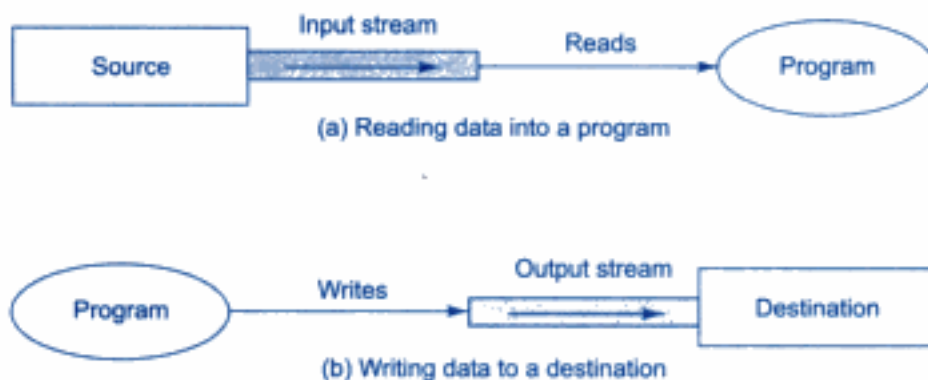 Input stream
Source
Reads
Program
(a) Reading data into a program
Output stream
Program
Writes
Destination
(b) Writing data to a destination